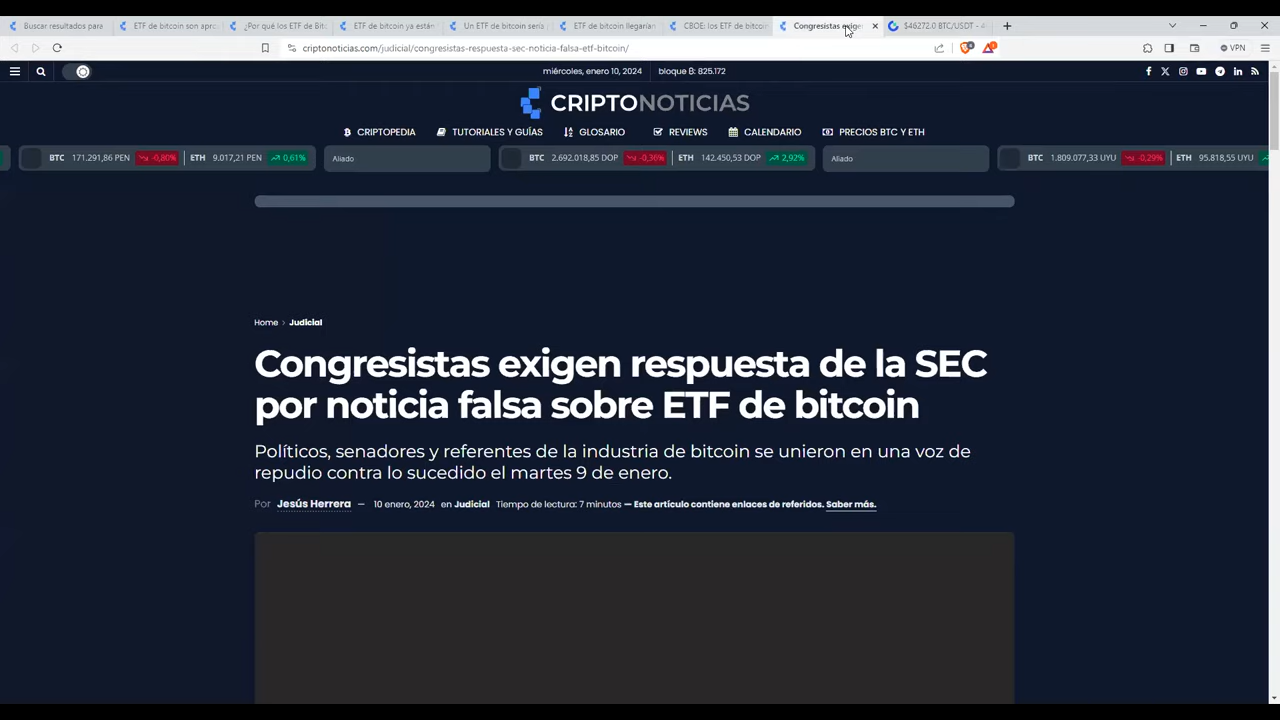 Buscar resultados para
ETF de bitcoin son apro
¿Por qué los ETF de Bitc
ETF de bitcoin ya están
Un ETF de bitcoin sería
ETF de bitcoin llegarían
CBOE: los ETF de bitcoin
Congresistas exigen
$46272.0 BTC/USDT - 4
criptonoticias.com/judicial/congresistas-respuesta-sec-noticia-falsa-etf-bitcoin/
VPN
miércoles, enero 10, 2024
bloque ₿: 825.172
CRIPTONOTICIAS
CRIPTOPEDIA
TUTORIALES Y GUÍAS
GLOSARIO
REVIEWS
CALENDARIO
PRECIOS BTC Y ETH
BTC 171.291,86 PEN -0,80% ETH 9.017,21 PEN 0,61%
Aliado
BTC 2.692.018,85 DOP -0,36% ETH 142.450,53 DOP 2,92%
Aliado
BTC 1.809.077,33 UYU -0,29% ETH 95.818,55 UYU
Home > Judicial
Congresistas exigen respuesta de la SEC
por noticia falsa sobre ETF de bitcoin
Políticos, senadores y referentes de la industria de bitcoin se unieron en una voz de
repudio contra lo sucedido el martes 9 de enero.
Por Jesús Herrera — 10 enero, 2024 en Judicial Tiempo de lectura: 7 minutos — Este artículo contiene enlaces de referidos. Saber más.